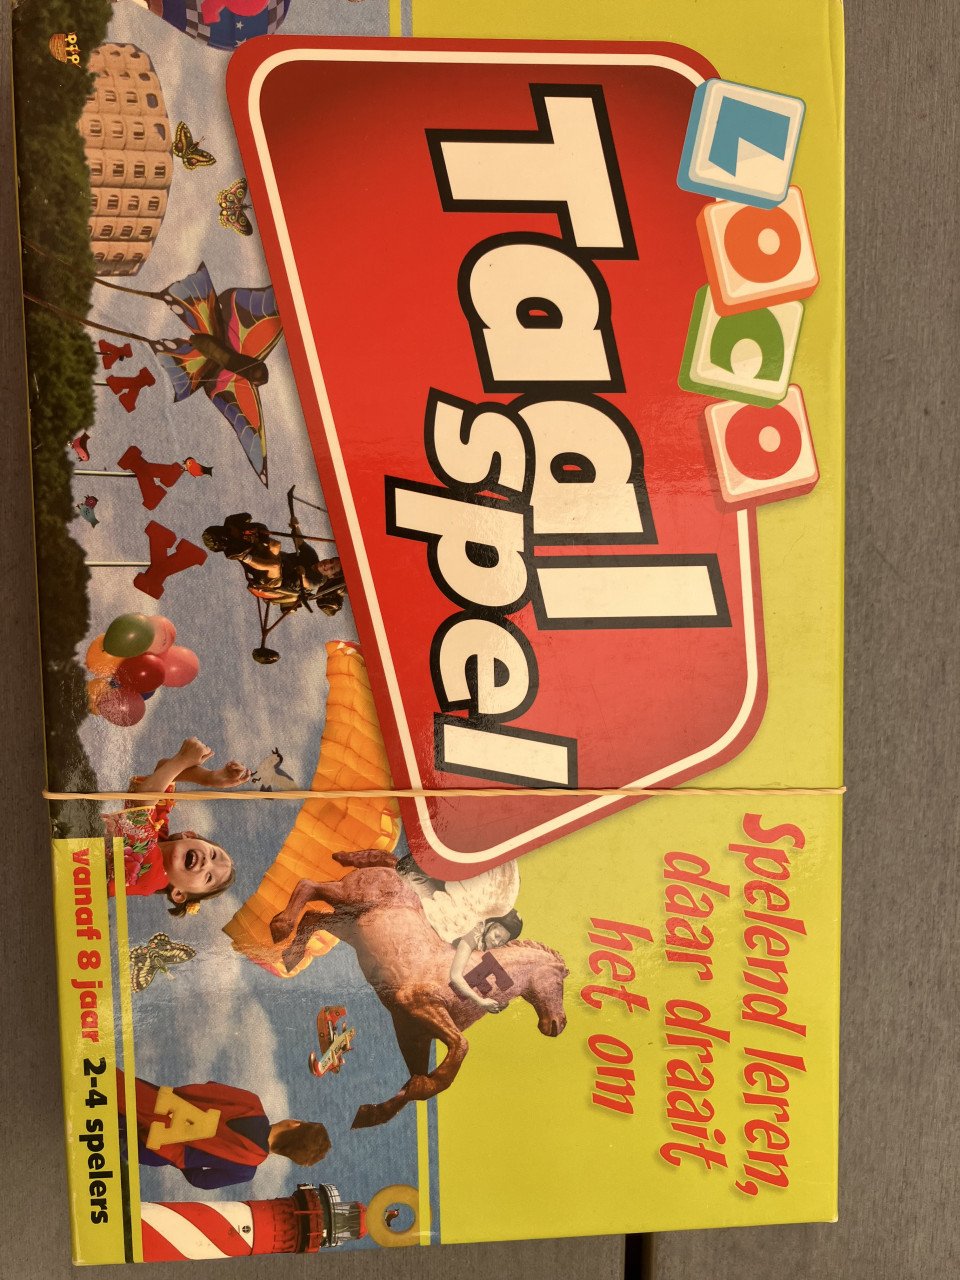 LOCO
Taal
spel
Spelend leren,
daar draait
het om
vanaf 8 jaar 2-4 spelers
A
A
A
A
E
A